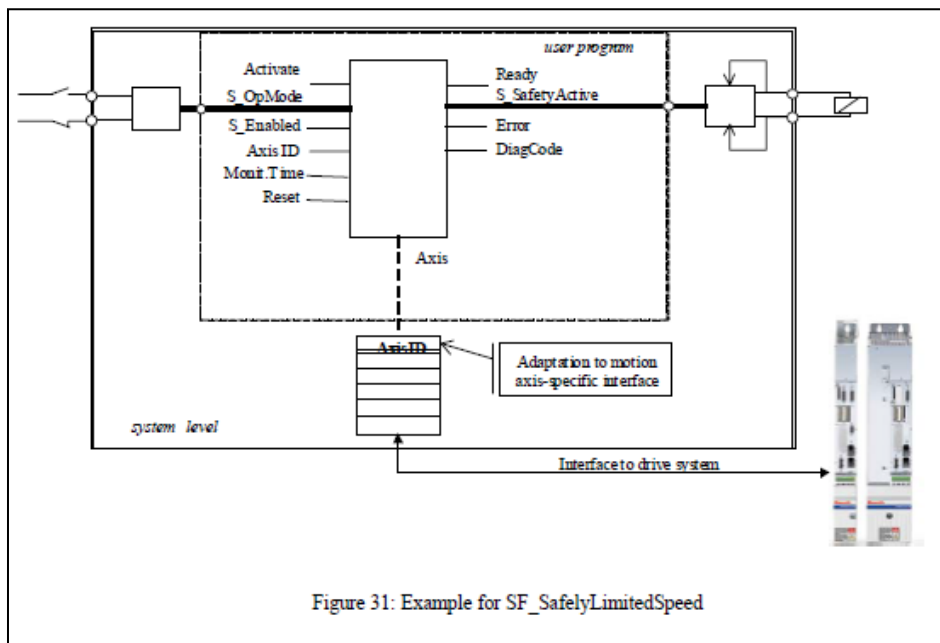 user program
Activate
Ready
S_OpMode
S_SafetyActive
S_Enabled
Error
Axis ID
DiagCode
Monit.Time
Reset
Axis
AxisID
Adaptation to motion
axis-specific interface
system level
Interface to drive system
Figure 31: Example for SF_SafelyLimitedSpeed